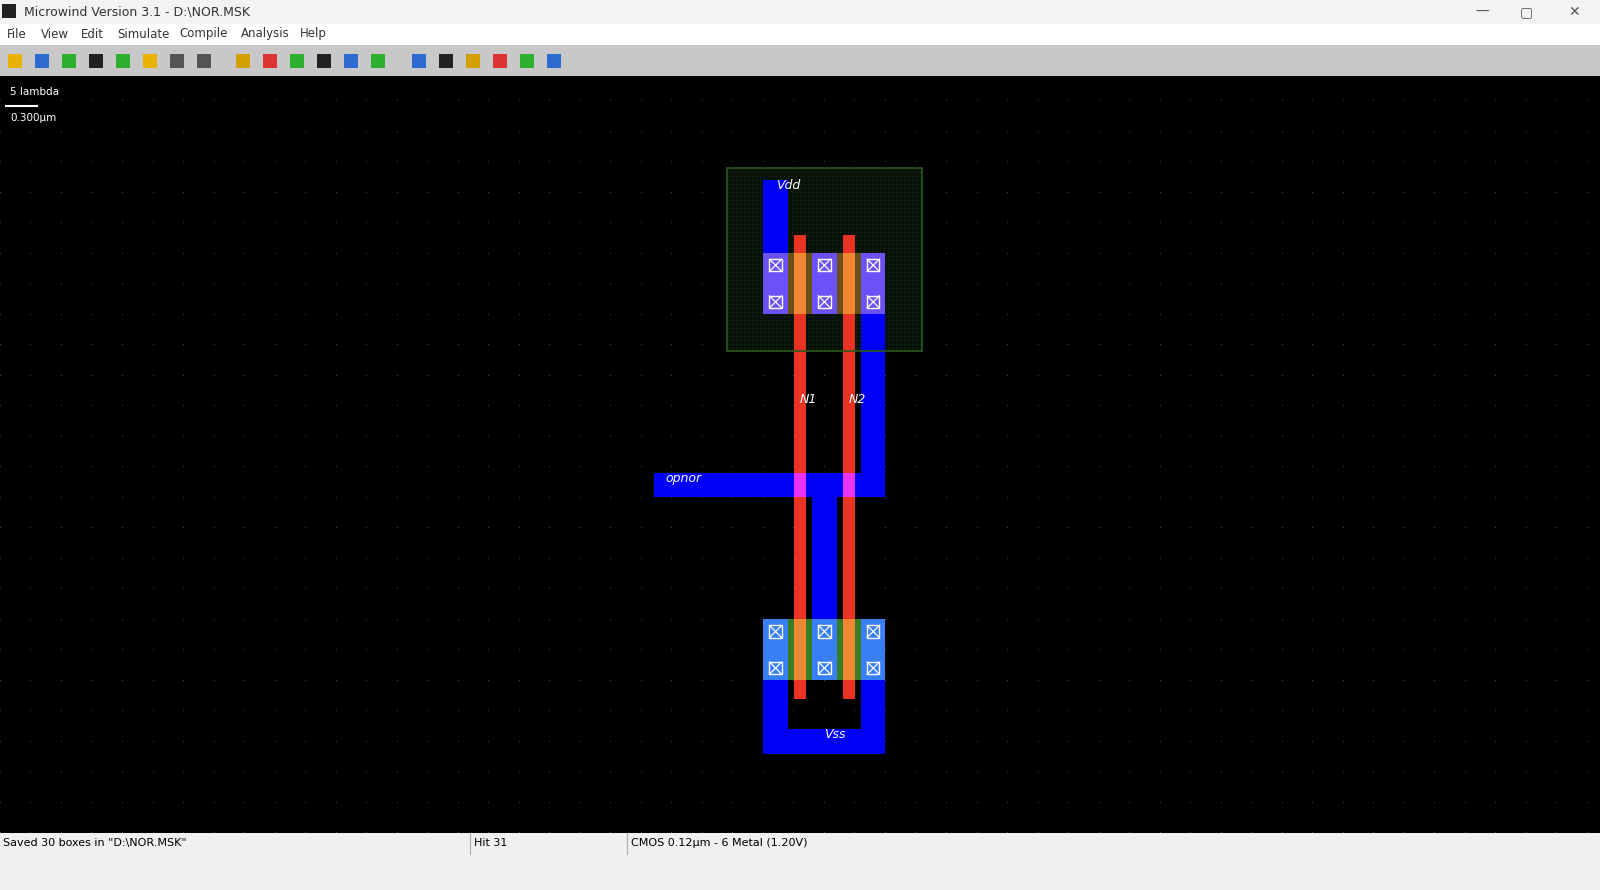 Microwind Version 3.1 - D:\NOR.MSK
File View Edit Simulate Compile Analysis Help
5 lambda
0.300µm
Vdd
N1 N2
opnor
Vss
Saved 30 boxes in "D:\NOR.MSK" Hit 31 CMOS 0.12µm - 6 Metal (1.20V)